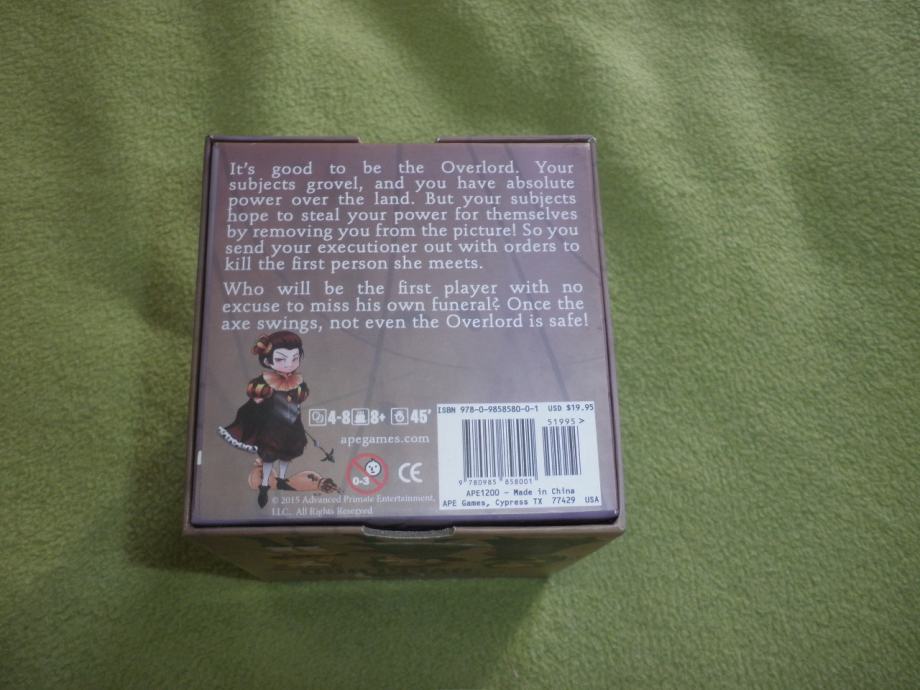 It's good to be the Overlord. Your
subjects grovel, and you have absolute
power over the land. But your subjects
hope to steal your power for themselves
by removing you from the picture! So you
send your executioner out with orders to
kill the first person she meets.
Who will be the first player with no
excuse to miss his own funeral? Once the
axe swings, not even the Overlord is safe!
4-8 8+ 45'
apegames.com
0-3 CE
© 2015 Advanced Primate Entertainment,
LLC. All Rights Reserved
ISBN 978-0-9858580-0-1 USD $19.95
51995>
9 780985 858001
APE1200 - Made in China
APE Games, Cypress TX 77429 USA